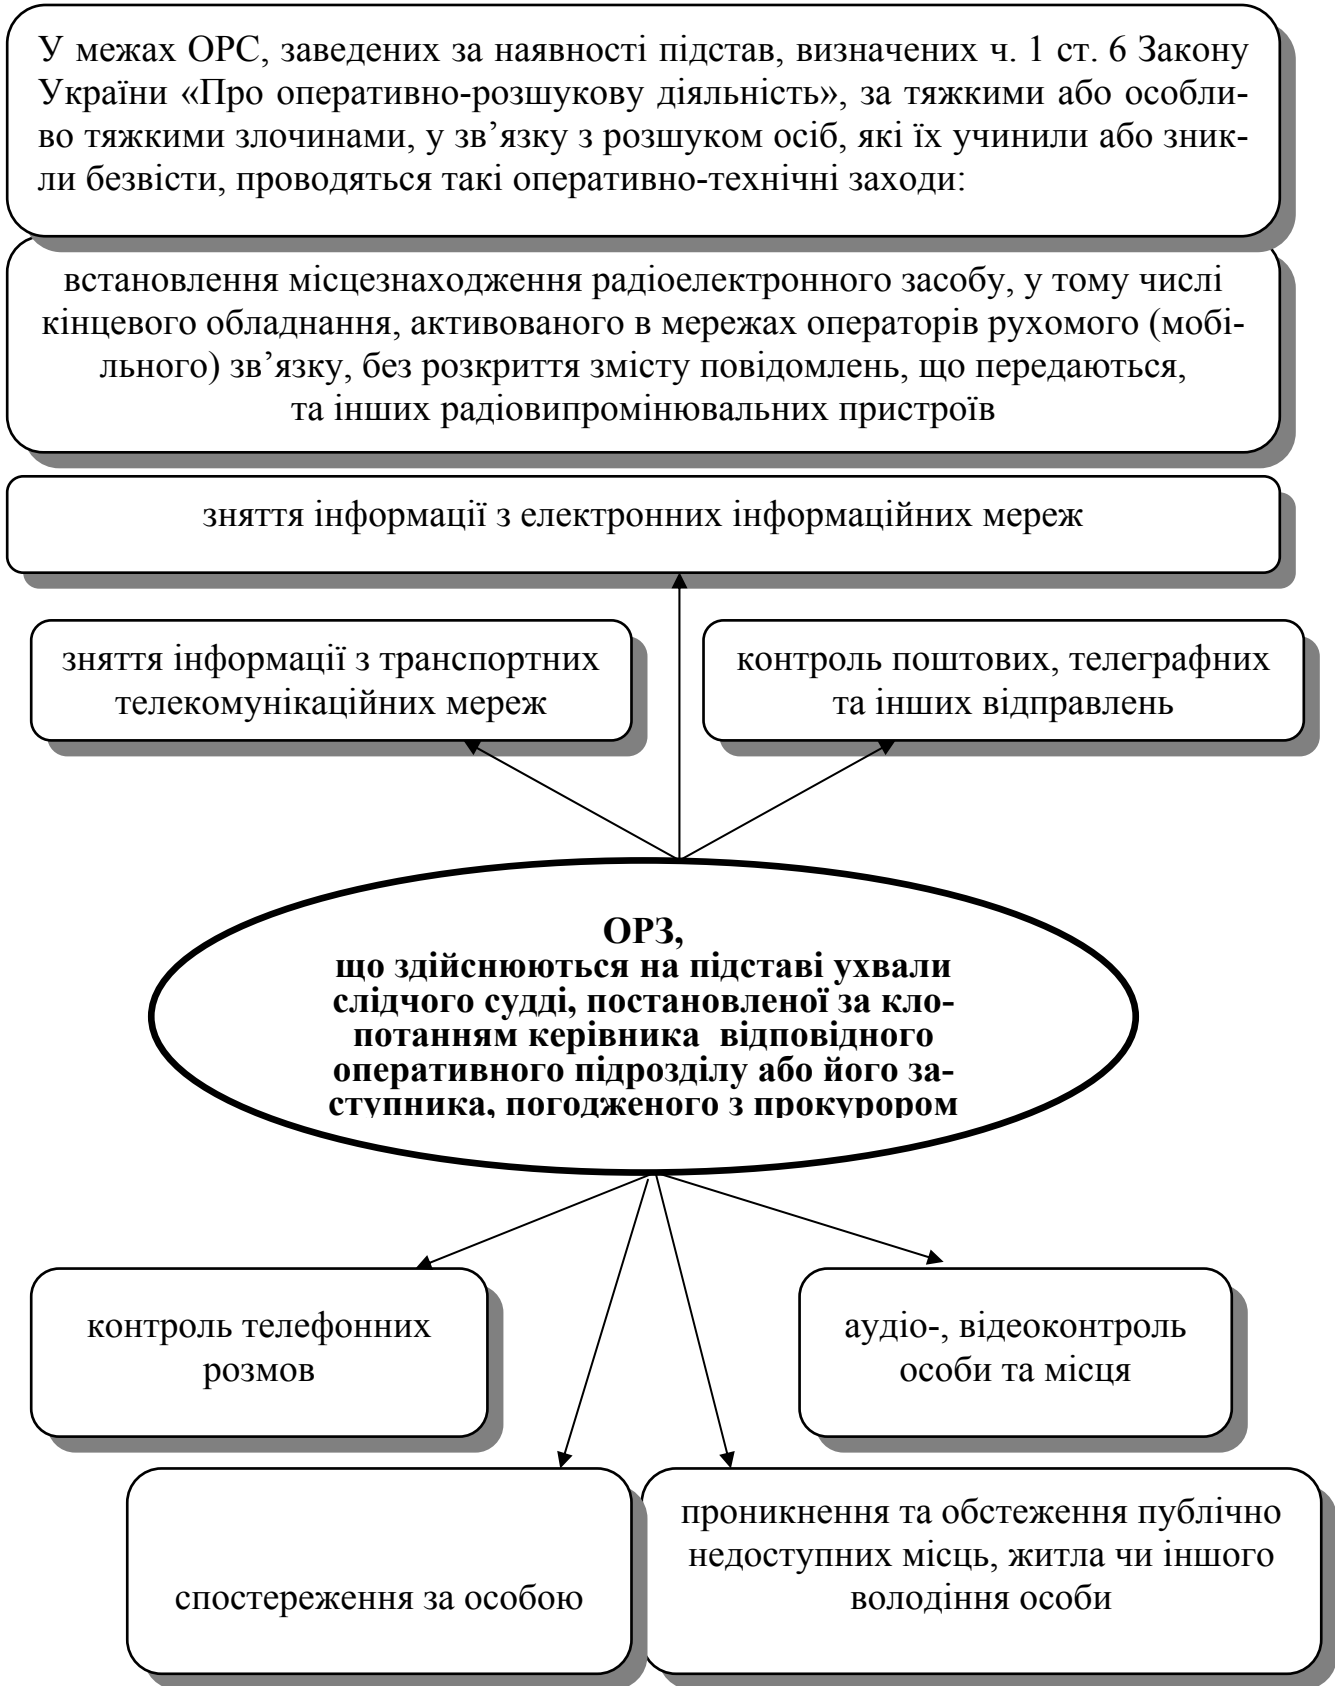 У межах ОРС, заведених за наявності підстав, визначених ч. 1 ст. 6 Закону
України «Про оперативно-розшукову діяльність», за тяжкими або особли-
во тяжкими злочинами, у зв’язку з розшуком осіб, які їх учинили або зник-
ли безвісти, проводяться такі оперативно-технічні заходи:
встановлення місцезнаходження радіоелектронного засобу, у тому числі
кінцевого обладнання, активованого в мережах операторів рухомого (мобі-
льного) зв’язку, без розкриття змісту повідомлень, що передаються,
та інших радіовипромінювальних пристроїв
зняття інформації з електронних інформаційних мереж
зняття інформації з транспортних
телекомунікаційних мереж
контроль поштових, телеграфних
та інших відправлень
ОРЗ,
що здійснюються на підставі ухвали
слідчого судді, постановленої за кло-
потанням керівника відповідного
оперативного підрозділу або його за-
ступника, погодженого з прокурором
контроль телефонних
розмов
аудіо-, відеоконтроль
особи та місця
спостереження за особою
проникнення та обстеження публічно
недоступних місць, житла чи іншого
володіння особи